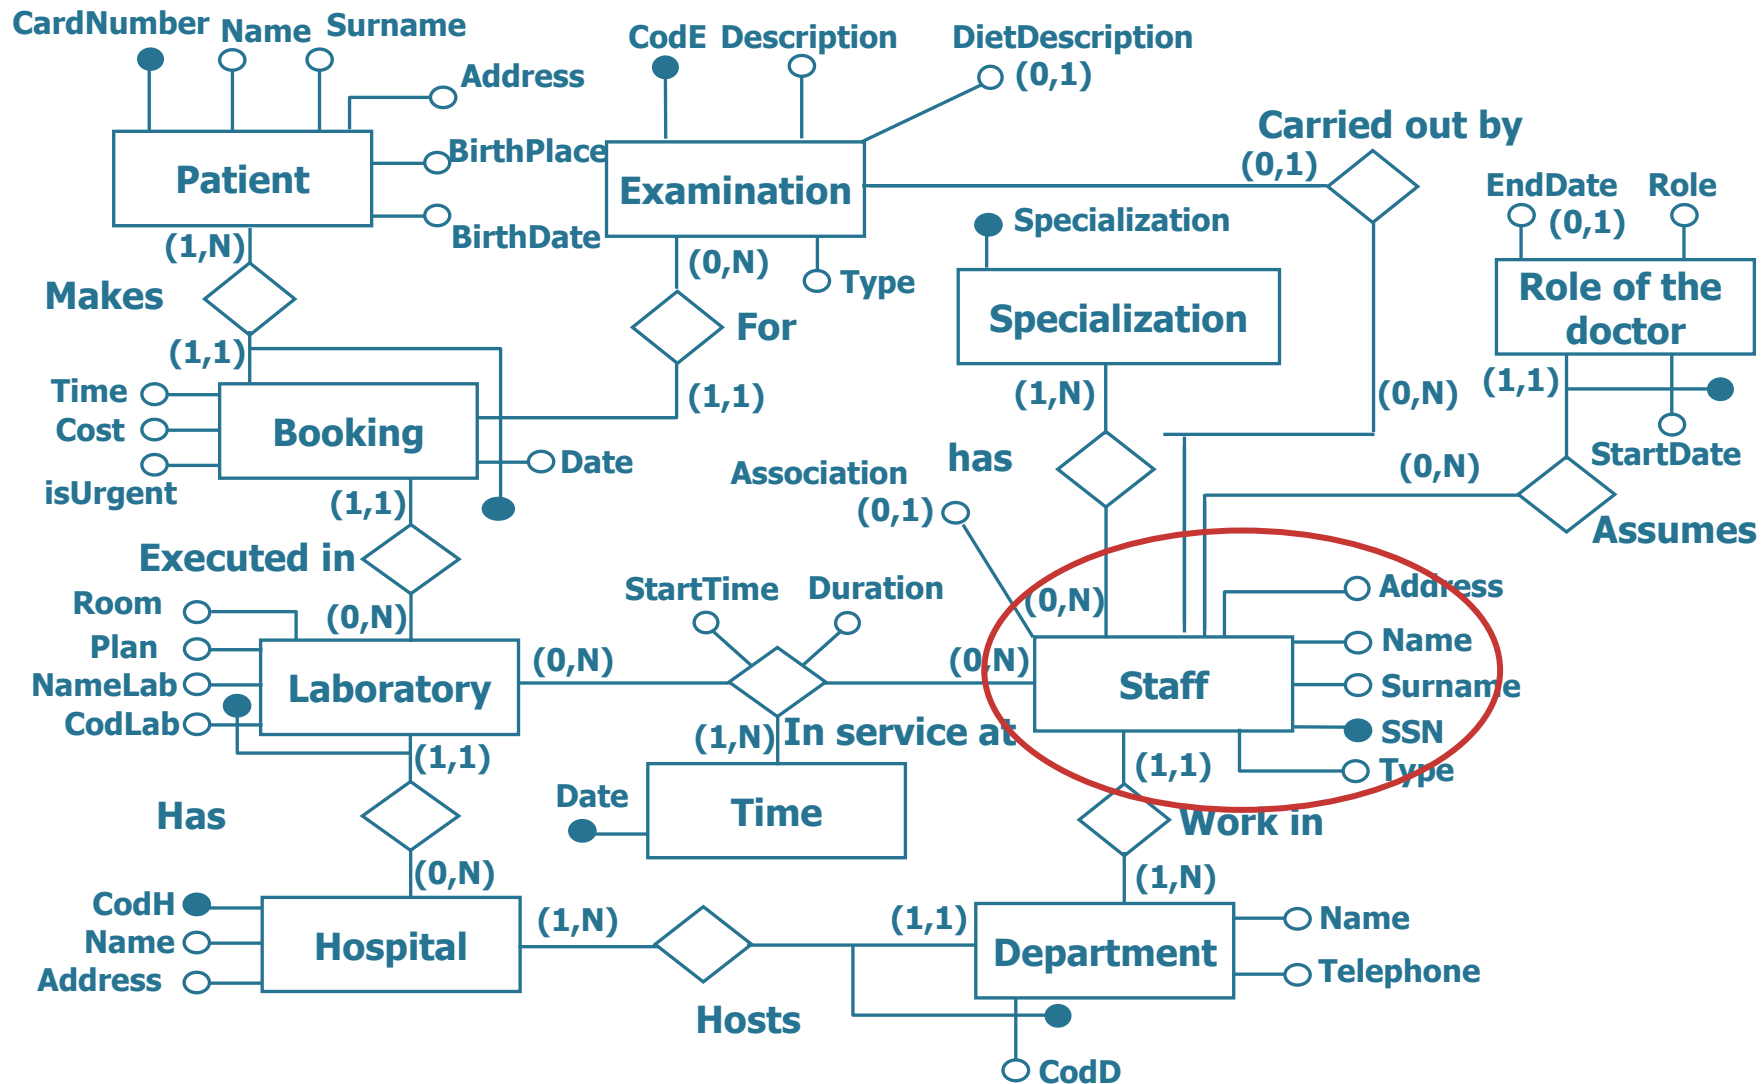 CardNumber
Name
Surname
Address
BirthPlace
BirthDate
Patient
(1,N)
Makes
(1,1)
CodE
Description
DietDescription
(0,1)
Examination
(0,N)
Type
For
(1,1)
Carried out by
(0,1)
(0,N)
Specialization
Specialization
(1,N)
has
(0,N)
EndDate
(0,1)
Role
Role of the
doctor
(1,1)
StartDate
(0,N)
Assumes
Time
Cost
isUrgent
Booking
Date
(1,1)
Executed in
(0,N)
Room
Plan
NameLab
CodLab
Laboratory
(0,N)
StartTime
Duration
(0,N)
In service at
(1,N)
Date
Time
Association
(0,1)
Staff
Address
Name
Surname
SSN
Type
(1,1)
Work in
(1,N)
(1,1)
Has
(0,N)
CodH
Name
Address
Hospital
(1,N)
Hosts
(1,1)
Department
Name
Telephone
CodD